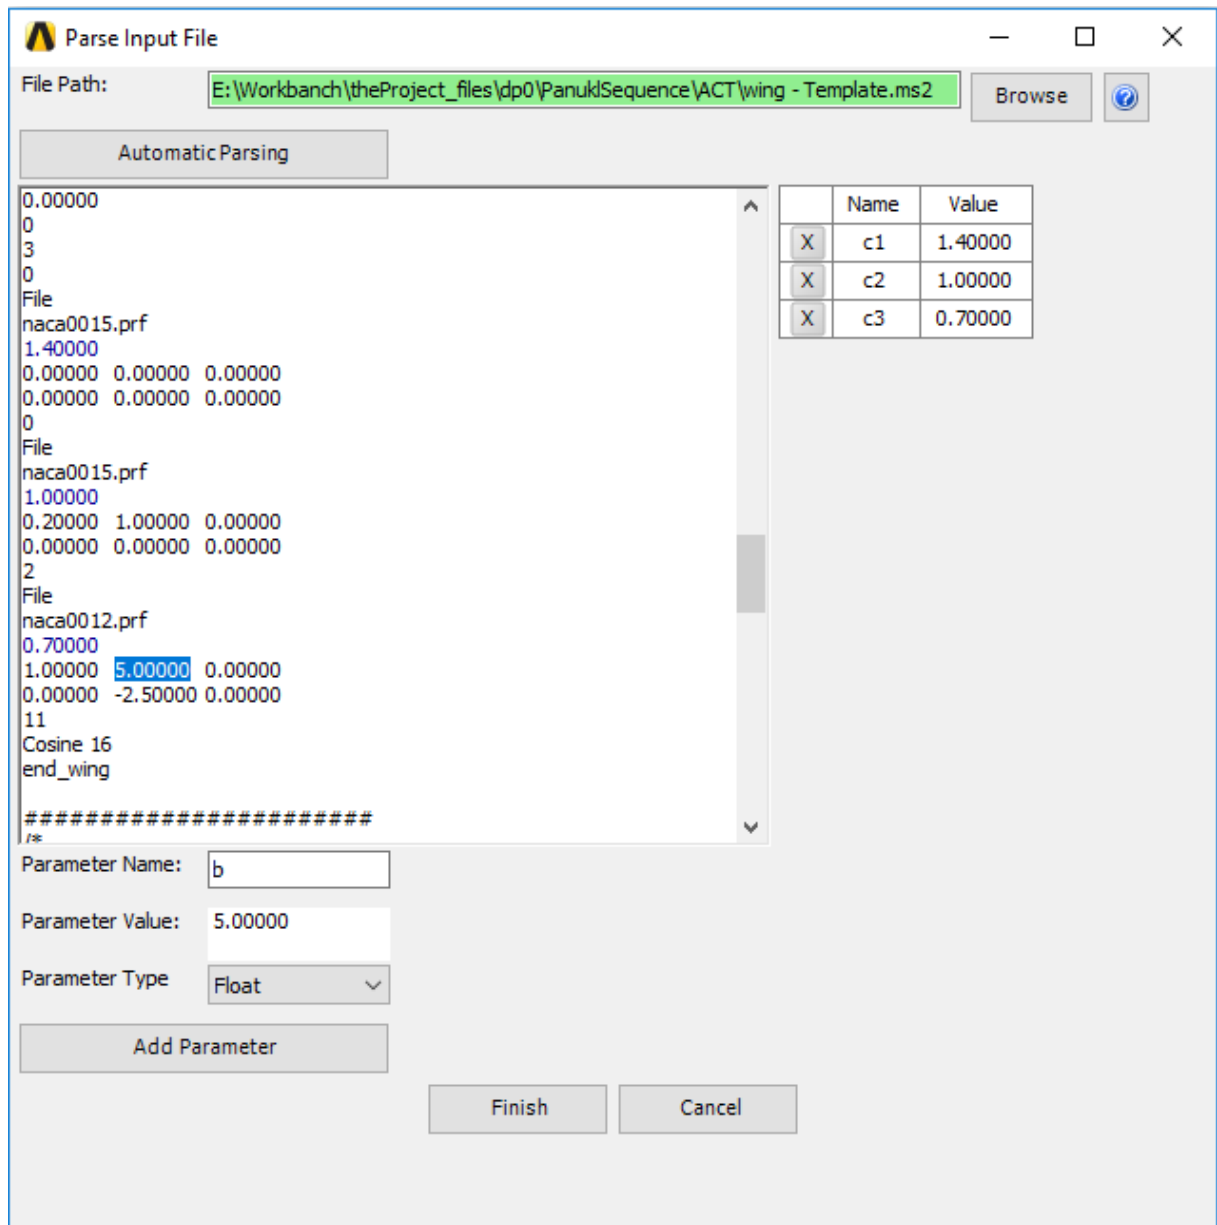 Parse Input File
File Path: E:\Workbanch\theProject_files\dp0\PanuklSequence\ACT\wing - Template.ms2 Browse ?
Automatic Parsing
0.00000
0
3
0
File
naca0015.prf
1.40000
0.00000 0.00000 0.00000
0.00000 0.00000 0.00000
0
File
naca0015.prf
1.00000
0.20000 1.00000 0.00000
0.00000 0.00000 0.00000
2
File
naca0012.prf
0.70000
1.00000 5.00000 0.00000
0.00000 -2.50000 0.00000
11
Cosine 16
end_wing
#######################
/*
Name Value
X c1 1.40000
X c2 1.00000
X c3 0.70000
Parameter Name: b
Parameter Value: 5.00000
Parameter Type Float
Add Parameter
Finish Cancel